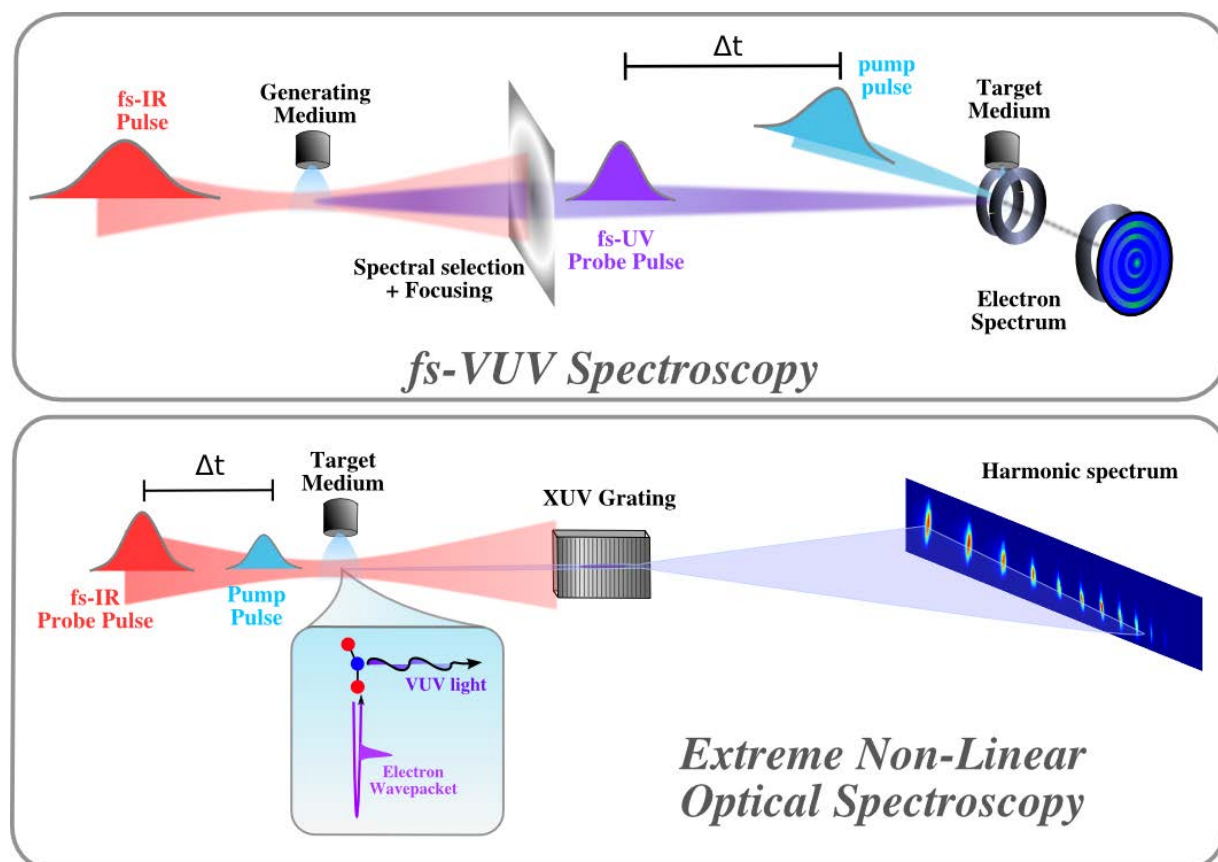 fs-IR
Pulse
Generating
Medium
Δt
pump
pulse
Target
Medium
Spectral selection
+ Focusing
fs-UV
Probe Pulse
Electron
Spectrum
fs-VUV Spectroscopy
Δt
Target
Medium
XUV Grating
Harmonic spectrum
fs-IR
Probe Pulse
Pump
Pulse
VUV light
Electron
Wavepacket
Extreme Non-Linear
Optical Spectroscopy